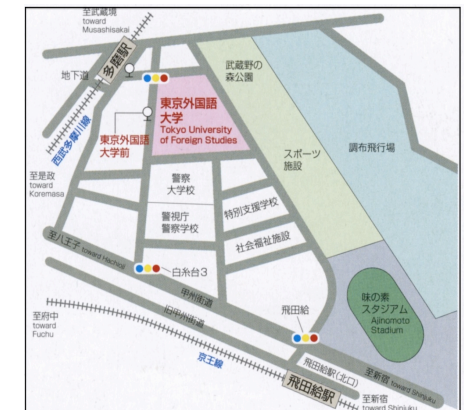 至武蔵境
toward
Musashisakai
多磨駅
地下道
西武多摩川線
東京外国語
大学
Tokyo University
of Foreign Studies
東京外国語
大学前
武蔵野の
森公園
調布飛行場
スポーツ
施設
至是政
toward
Koremasa
警察
大学校
警視庁
警察学校
特別支援学校
社会福祉施設
至八王子 toward Hachioji
白糸台3
甲州街道
旧甲州街道
味の素
スタジアム
Ajinomoto
Stadium
飛田給
至府中
toward
Fuchu
京王線
飛田給駅(北口)
飛田給駅
至新宿 toward Shinjuku
至新宿
toward Shinjuku